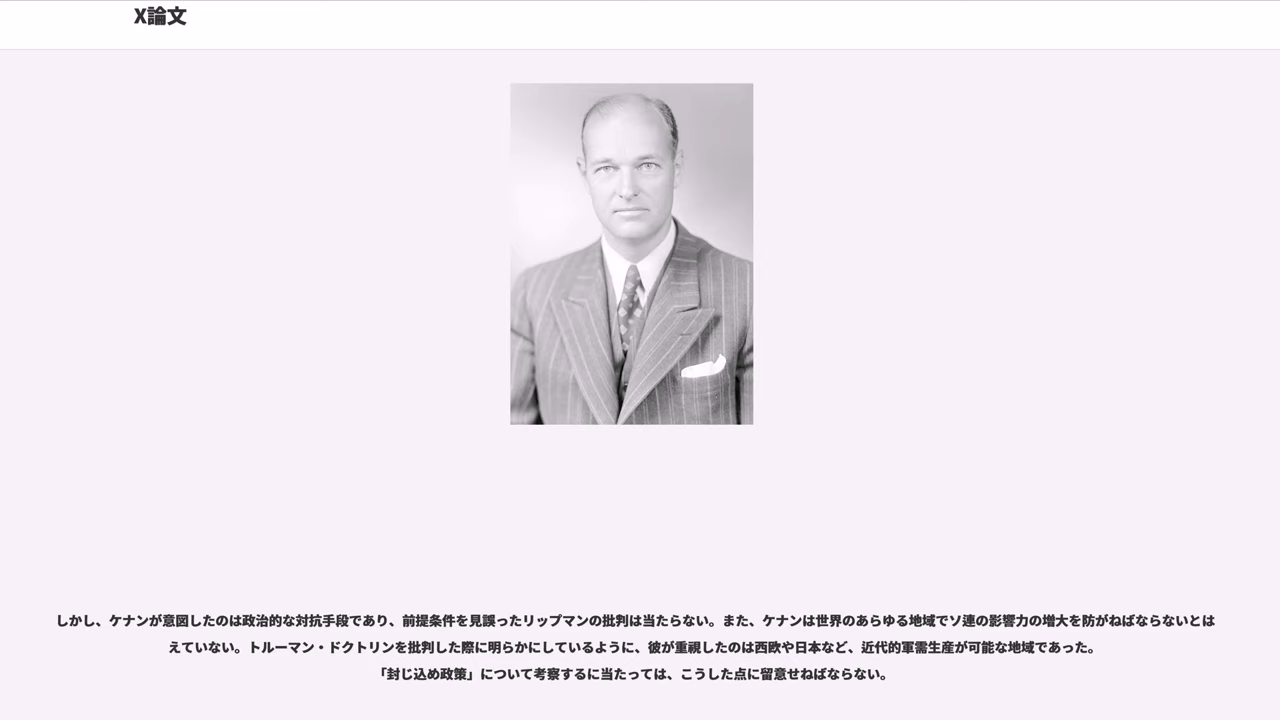 X論文
しかし、ケナンが意図したのは政治的な対抗手段であり、前提条件を見誤ったリップマンの批判は当たらない。また、ケナンは世界のあらゆる地域でソ連の影響力の増大を防がねばならないとは
えていない。トルーマン・ドクトリンを批判した際に明らかにしているように、彼が重視したのは西欧や日本など、近代的軍需生産が可能な地域であった。
「封じ込め政策」について考察するに当たっては、こうした点に留意せねばならない。